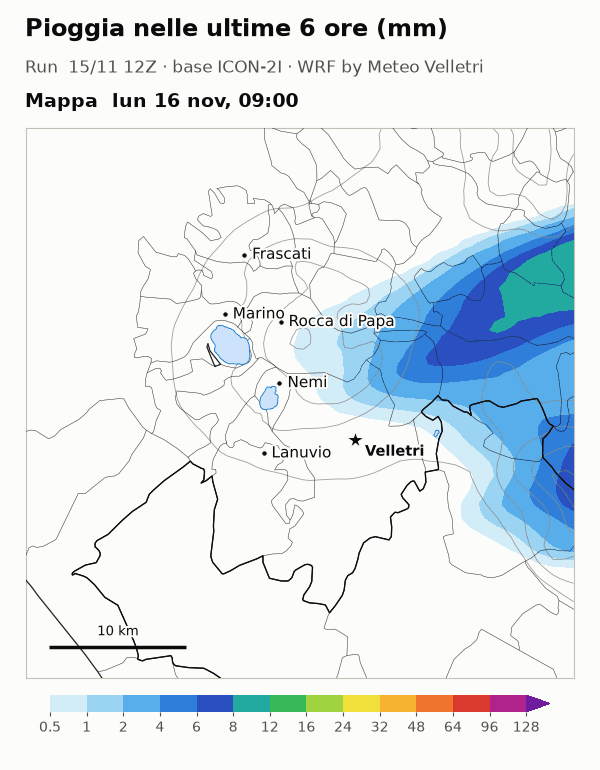 Pioggia nelle ultime 6 ore (mm)
Run  15/11 12Z · base ICON-2I · WRF by Meteo Velletri
Mappa  lun 16 nov, 09:00
Frascati
Marino
Rocca di Papa
Nemi
Velletri
Lanuvio
10 km
0.5 1 2 4 6 8 12 16 24 32 48 64 96 128